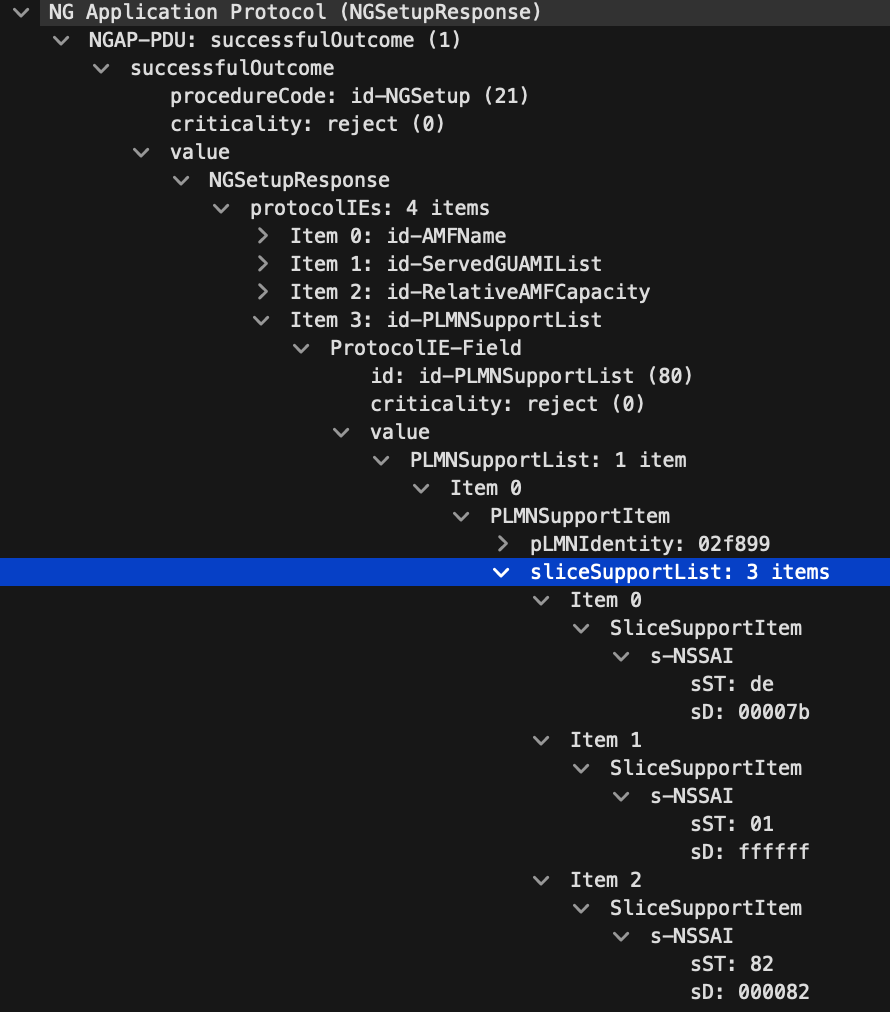 NG Application Protocol (NGSetupResponse)
NGAP-PDU: successfulOutcome (1)
successfulOutcome
procedureCode: id-NGSetup (21)
criticality: reject (0)
value
NGSetupResponse
protocolIEs: 4 items
Item 0: id-AMFName
Item 1: id-ServedGUAMIList
Item 2: id-RelativeAMFCapacity
Item 3: id-PLMNSupportList
ProtocolIE-Field
id: id-PLMNSupportList (80)
criticality: reject (0)
value
PLMNSupportList: 1 item
Item 0
PLMNSupportItem
pLMNIdentity: 02f899
sliceSupportList: 3 items
Item 0
SliceSupportItem
s-NSSAI
sST: de
sD: 00007b
Item 1
SliceSupportItem
s-NSSAI
sST: 01
sD: ffffff
Item 2
SliceSupportItem
s-NSSAI
sST: 82
sD: 000082